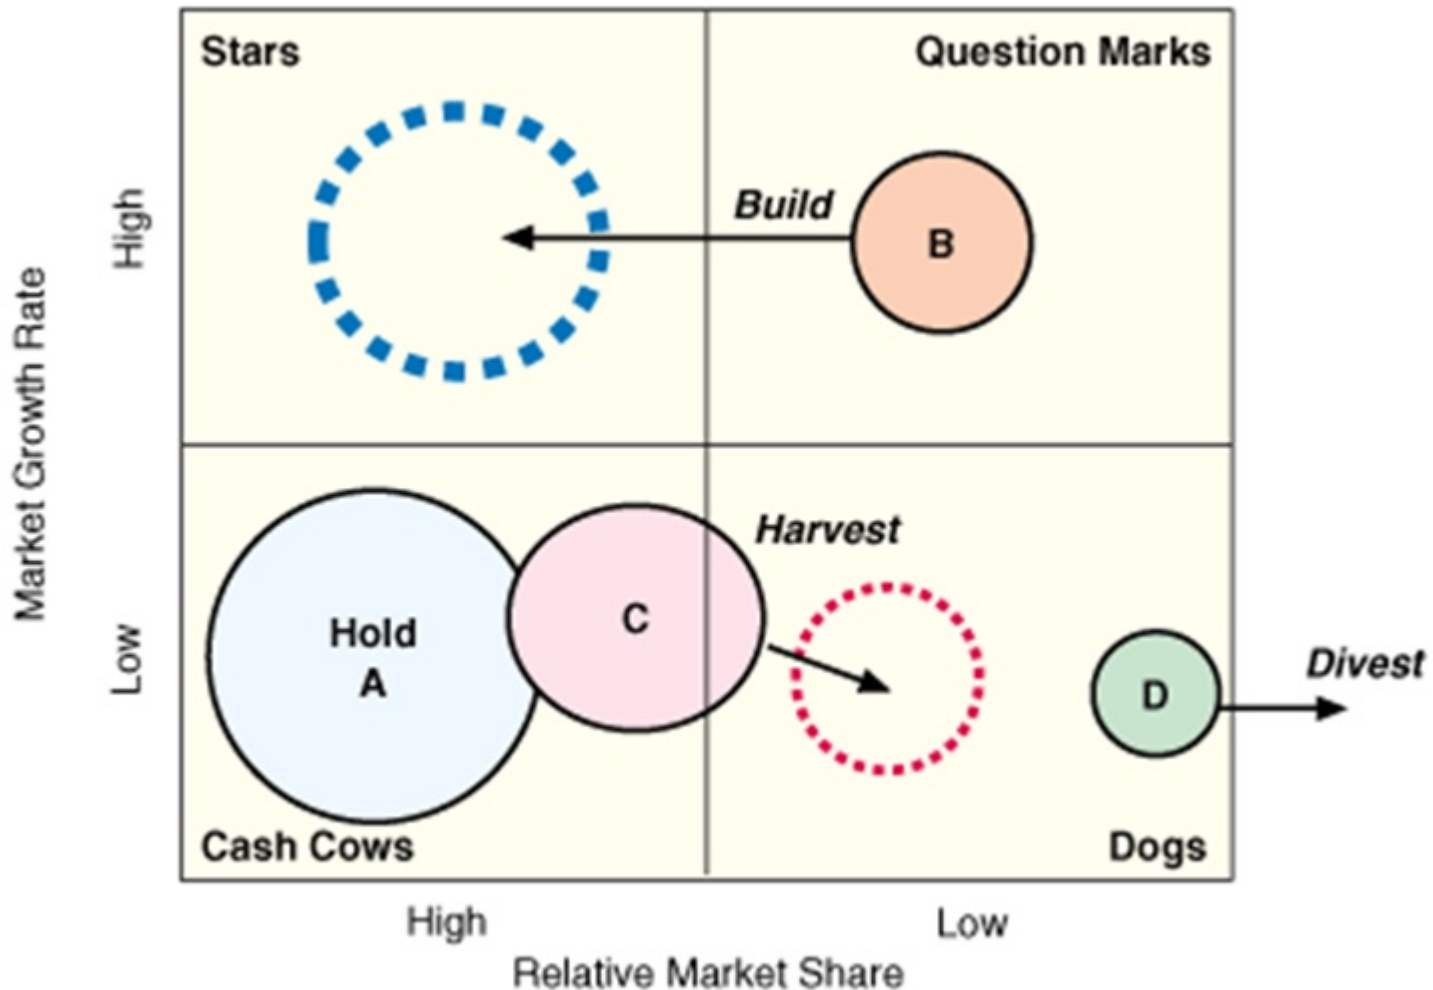 Stars
Question Marks
Build
B
High
Market Growth Rate
Harvest
Hold
A
C
D
Divest
Low
Cash Cows
Dogs
High
Low
Relative Market Share